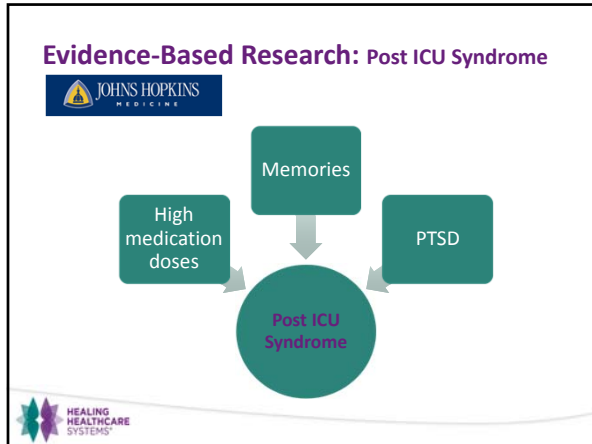 Evidence-Based Research: Post ICU Syndrome
JOHNS HOPKINS
MEDICINE
Memories
High
medication
doses
PTSD
Post ICU
Syndrome
HEALING
HEALTHCARE
SYSTEMS®